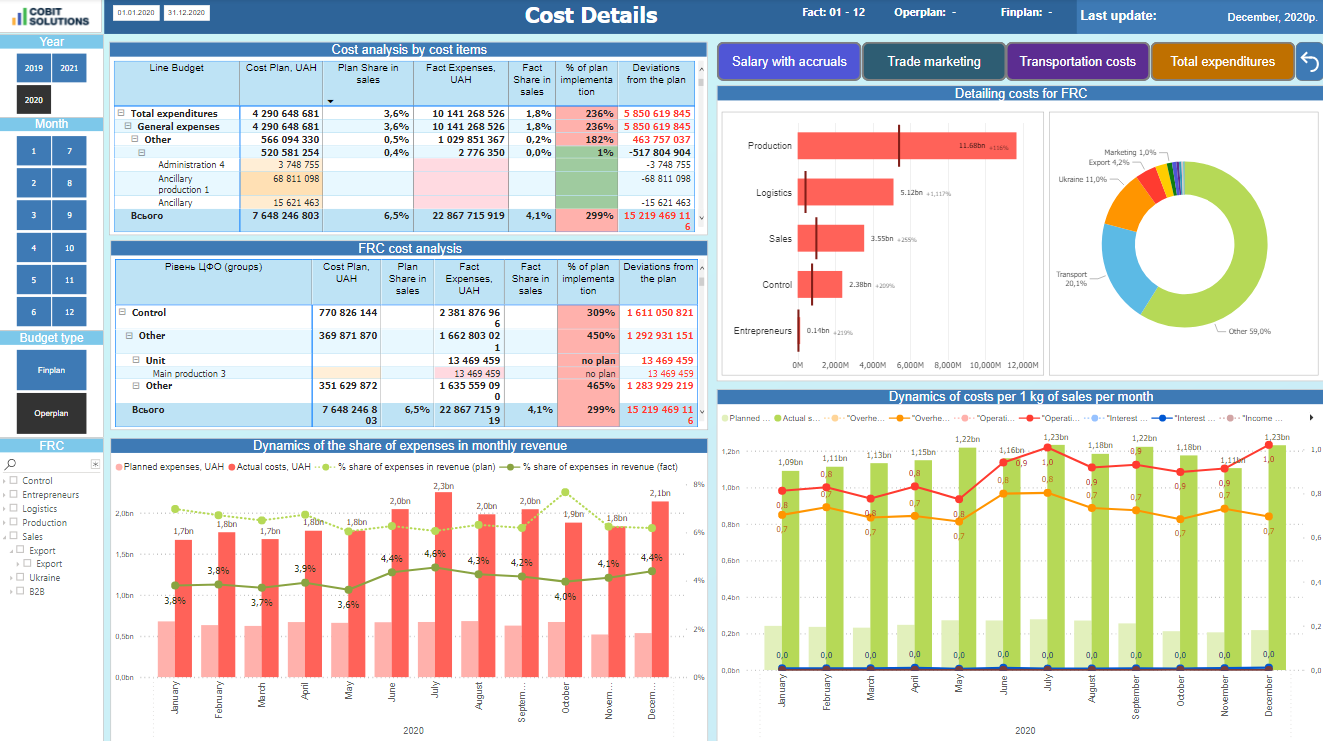 COBIT
SOLUTIONS
01.01.2020 31.12.2020
Cost Details
Fact: 01 - 12 Operplan: - Finplan: -
Last update: December, 2020р.
Year
2019 2021
2020
Month
1 7
2 8
3 9
4 10
5 11
6 12
Budget type
Finplan
Operplan
FRC
Control
Entrepreneurs
Logistics
Production
Sales
Export
Export
Ukraine
B2B
Cost analysis by cost items
Line Budget Cost Plan, UAH Plan Share in sales Fact Expenses, UAH Fact Share in sales % of plan implementa tion Deviations from the plan
Total expenditures 4 290 648 681 3,6% 10 141 268 526 1,8% 236% 5 850 619 845
General expenses 4 290 648 681 3,6% 10 141 268 526 1,8% 236% 5 850 619 845
Other 566 094 330 0,5% 1 029 851 367 0,2% 182% 463 757 037
520 581 254 0,4% 2 776 350 0,0% 1% -517 804 904
Administration 4 3 748 755 -3 748 755
Ancillary production 1 68 811 098 -68 811 098
Ancillary 15 621 463 -15 621 463
Всього 7 648 246 803 6,5% 22 867 715 919 4,1% 299% 15 219 469 11 6
FRC cost analysis
Рівень ЦФО (groups) Cost Plan, UAH Plan Share in sales Fact Expenses, UAH Fact Share in sales % of plan implementa tion Deviations from the plan
Control 770 826 144 2 381 876 96 6 309% 1 611 050 821
Other 369 871 870 1 662 803 02 1 450% 1 292 931 151
Unit 13 469 459 no plan 13 469 459
Main production 3 13 469 459 no plan 13 469 459
Other 351 629 872 1 635 559 09 0 465% 1 283 929 219
Всього 7 648 246 8 03 6,5% 22 867 715 9 19 4,1% 299% 15 219 469 11 6
Dynamics of the share of expenses in monthly revenue
Planned expenses, UAH Actual costs, UAH % share of expenses in revenue (plan) % share of expenses in revenue (fact)
2,0bn
1,5bn
1,0bn
0,5bn
0,0bn
8%
6%
4%
2%
0%
1,7bn 1,8bn 1,7bn 1,8bn 1,8bn 2,0bn 2,3bn 2,0bn 2,0bn 1,9bn 1,8bn 2,1bn
3,8% 3,8% 3,7% 3,9% 3,6% 4,4% 4,6% 4,3% 4,2% 4,0% 4,1% 4,4%
January February March April May June July August Septem... October Novem... Decem...
2020
Salary with accruals Trade marketing Transportation costs Total expenditures
Detailing costs for FRC
Production 11.68bn +116%
Logistics 5.12bn +1,117%
Sales 3.55bn +255%
Control 2.38bn +209%
Entrepreneurs 0.14bn +219%
0M 2,000M 4,000M 6,000M 8,000M 10,000M 12,000M
Marketing 1,0%
Export 4,2%
Ukraine 11,0%
Transport 20,1%
Other 59,0%
Dynamics of costs per 1 kg of sales per month
Planned ... Actual s... "Overhe... "Overhe... "Operati... "Operati... "Interest ... "Interest ... "Income ...
1,2bn
1,0bn
0,8bn
0,6bn
0,4bn
0,2bn
0,0bn
1,0
0,8
0,6
0,4
0,2
0,0
1,09bn 1,11bn 1,13bn 1,15bn 1,22bn 1,16bn 1,23bn 1,18bn 1,22bn 1,18bn 1,11bn 1,23bn
0,8 0,8 0,8 0,8 0,8 0,9 1,0 0,9 0,9 0,9 0,9 1,0
0,7 0,7 0,7 0,7 0,7 0,8 0,8 0,7 0,7 0,7 0,7 0,7
0,0 0,0 0,0 0,0 0,0 0,0 0,0 0,0 0,0 0,0 0,0 0,0
January February March April May June July August September October November December
2020